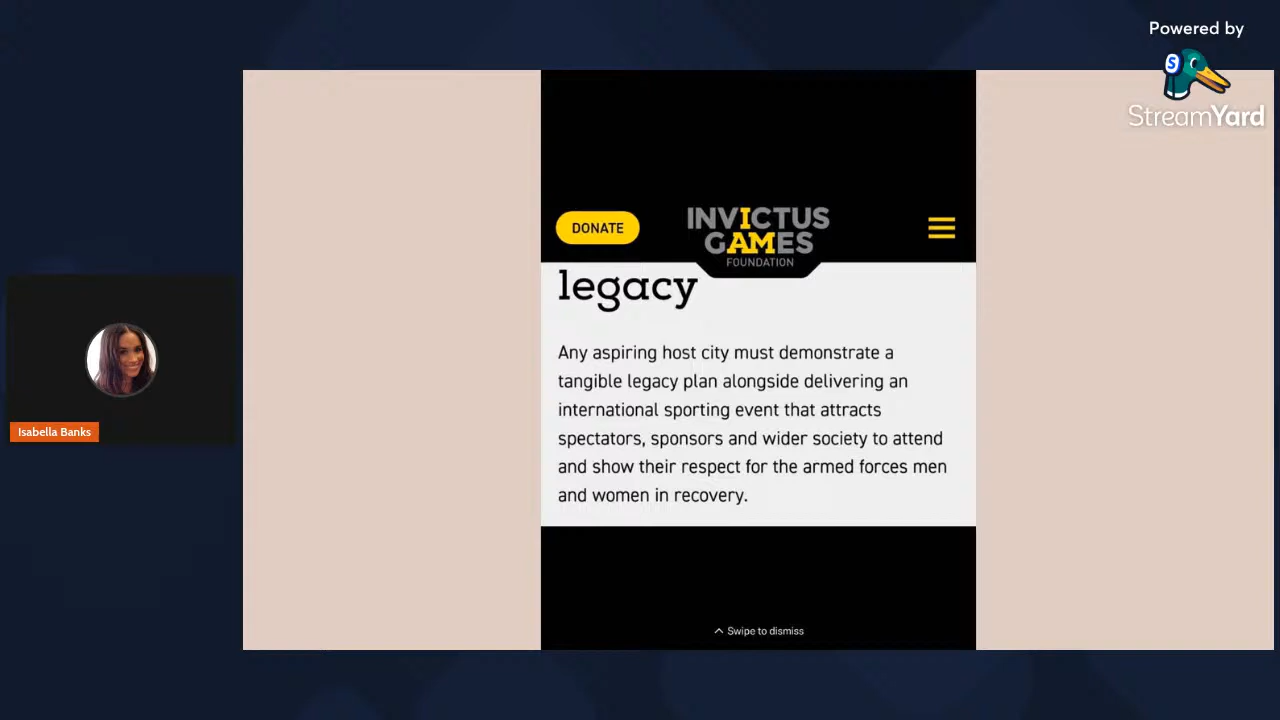 Powered by
StreamYard
DONATE
INVICTUS
GAMES
FOUNDATION
legacy
Any aspiring host city must demonstrate a
tangible legacy plan alongside delivering an
international sporting event that attracts
spectators, sponsors and wider society to attend
and show their respect for the armed forces men
and women in recovery.
Isabella Banks
Swipe to dismiss